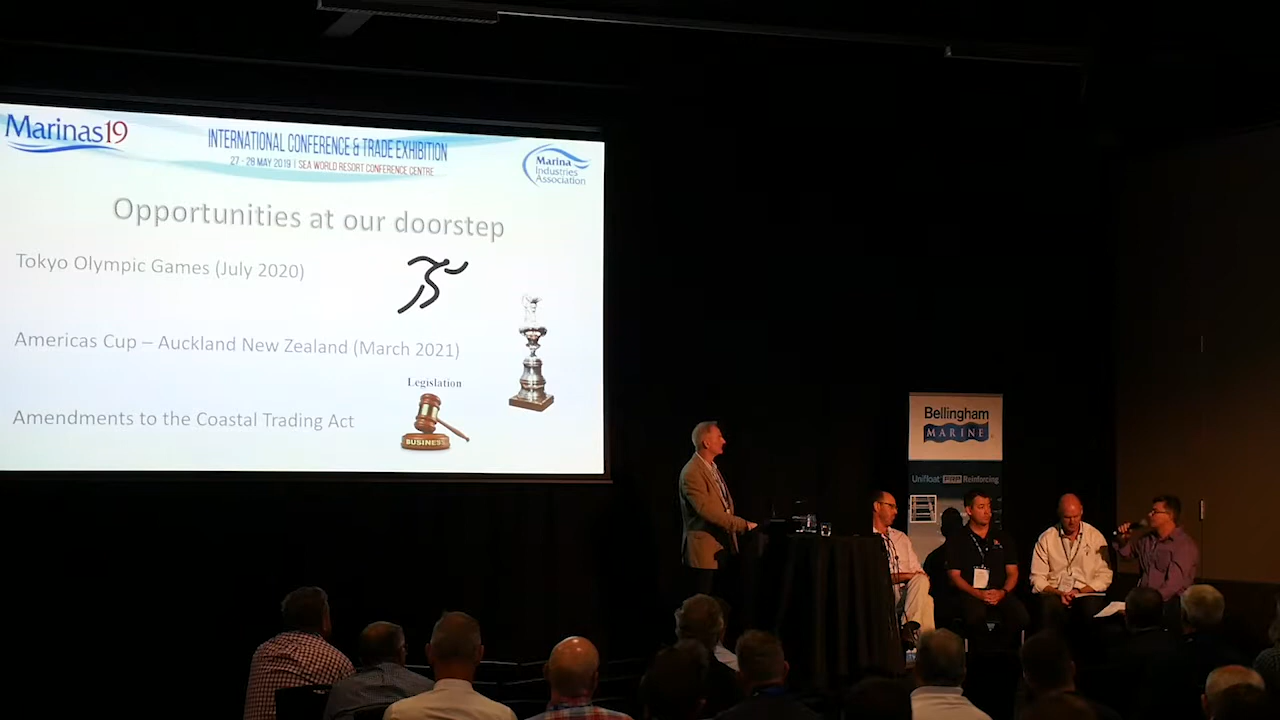 Marinas19
INTERNATIONAL CONFERENCE & TRADE EXHIBITION
27 - 28 MAY 2019 | SEA WORLD RESORT CONFERENCE CENTRE
Marina
Industries
Association
Opportunities at our doorstep
Tokyo Olympic Games (July 2020)
Americas Cup – Auckland New Zealand (March 2021)
Legislation
Amendments to the Coastal Trading Act
BUSINESS
Bellingham
MARINE
Unifloat FRP Reinforcing